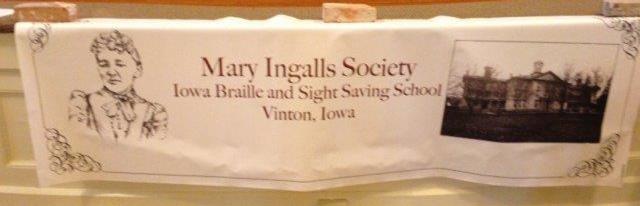 Mary Ingalls Society
Iowa Braille and Sight Saving School
Vinton, Iowa